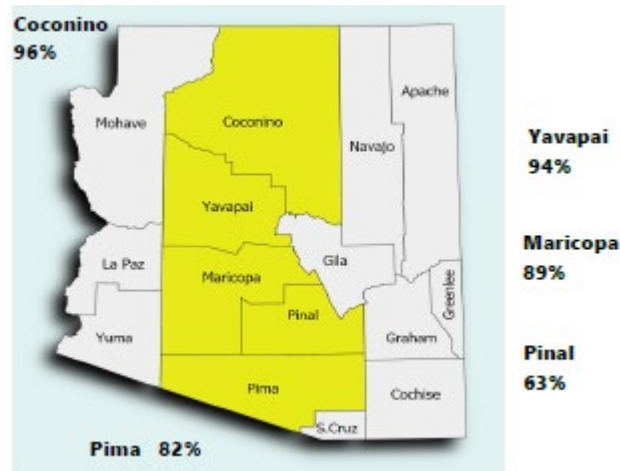 Coconino
96%
Apache
Mohave
Coconino
Navajo
Yavapai
94%
Yavapai
Maricopa
89%
La Paz
Gila
Maricopa
Greenlee
Pinal
Yuma
Graham
Pinal
63%
Pima
Cochise
S.Cruz
Pima 82%